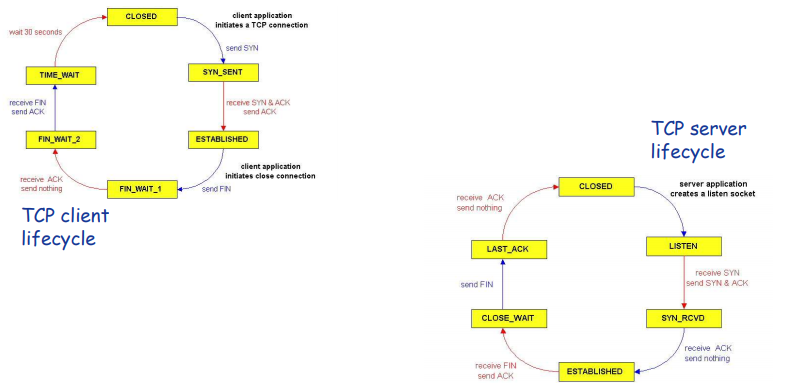 CLOSED
client application
initiates a TCP connection
wait 30 seconds
send SYN
TIME_WAIT
SYN_SENT
receive FIN
send ACK
receive SYN & ACK
send ACK
FIN_WAIT_2
ESTABLISHED
client application
initiates close connection
receive ACK
send nothing
FIN_WAIT_1
send FIN
TCP client
lifecycle
TCP server
lifecycle
CLOSED
server application
creates a listen socket
receive ACK
send nothing
LAST_ACK
LISTEN
send FIN
receive SYN
send SYN & ACK
CLOSE_WAIT
SYN_RCVD
receive FIN
send ACK
receive ACK
send nothing
ESTABLISHED